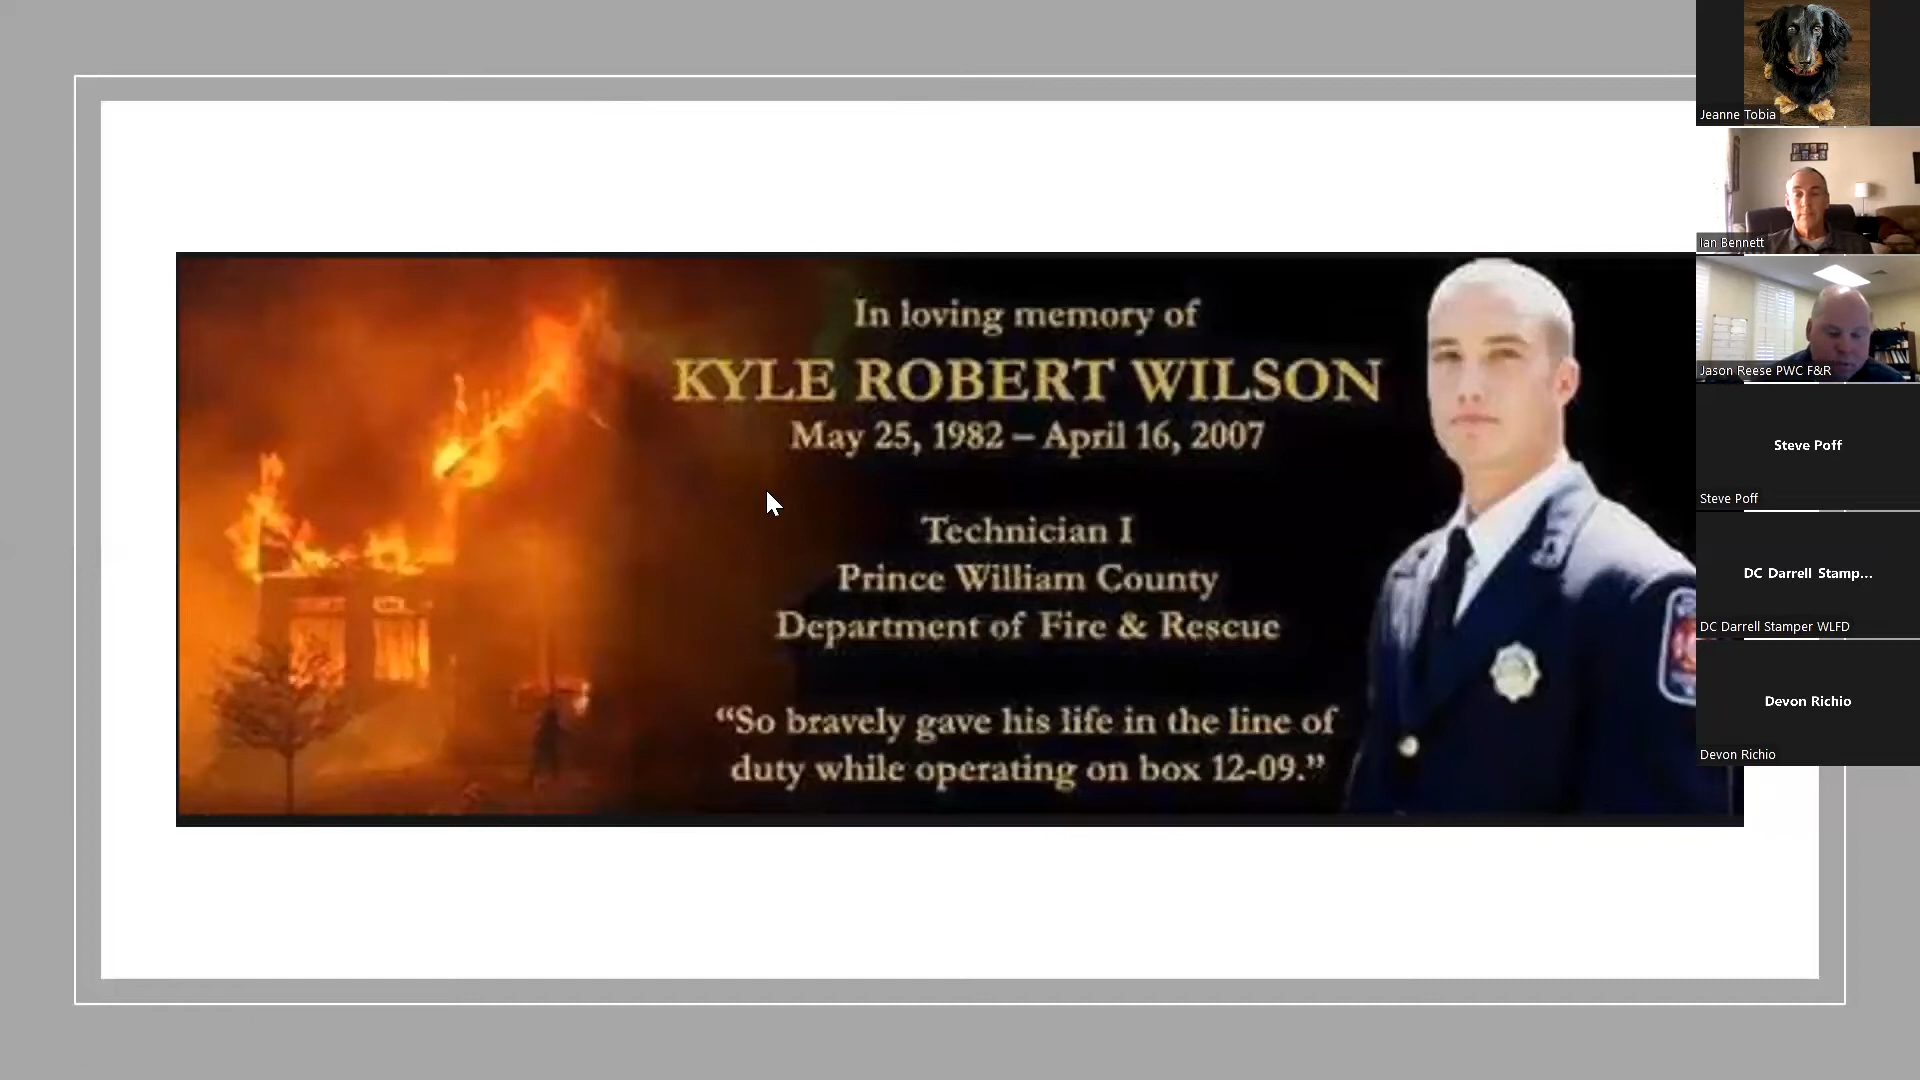 In loving memory of
KYLE ROBERT WILSON
May 25, 1982 – April 16, 2007
Technician I
Prince William County
Department of Fire & Rescue
“So bravely gave his life in the line of
duty while operating on box 12-09.”
Jeanne Tobia
Ian Bennett
Jason Reese PWC F&R
Steve Poff
Steve Poff
DC Darrell Stamp...
DC Darrell Stamper WLFD
Devon Richio
Devon Richio